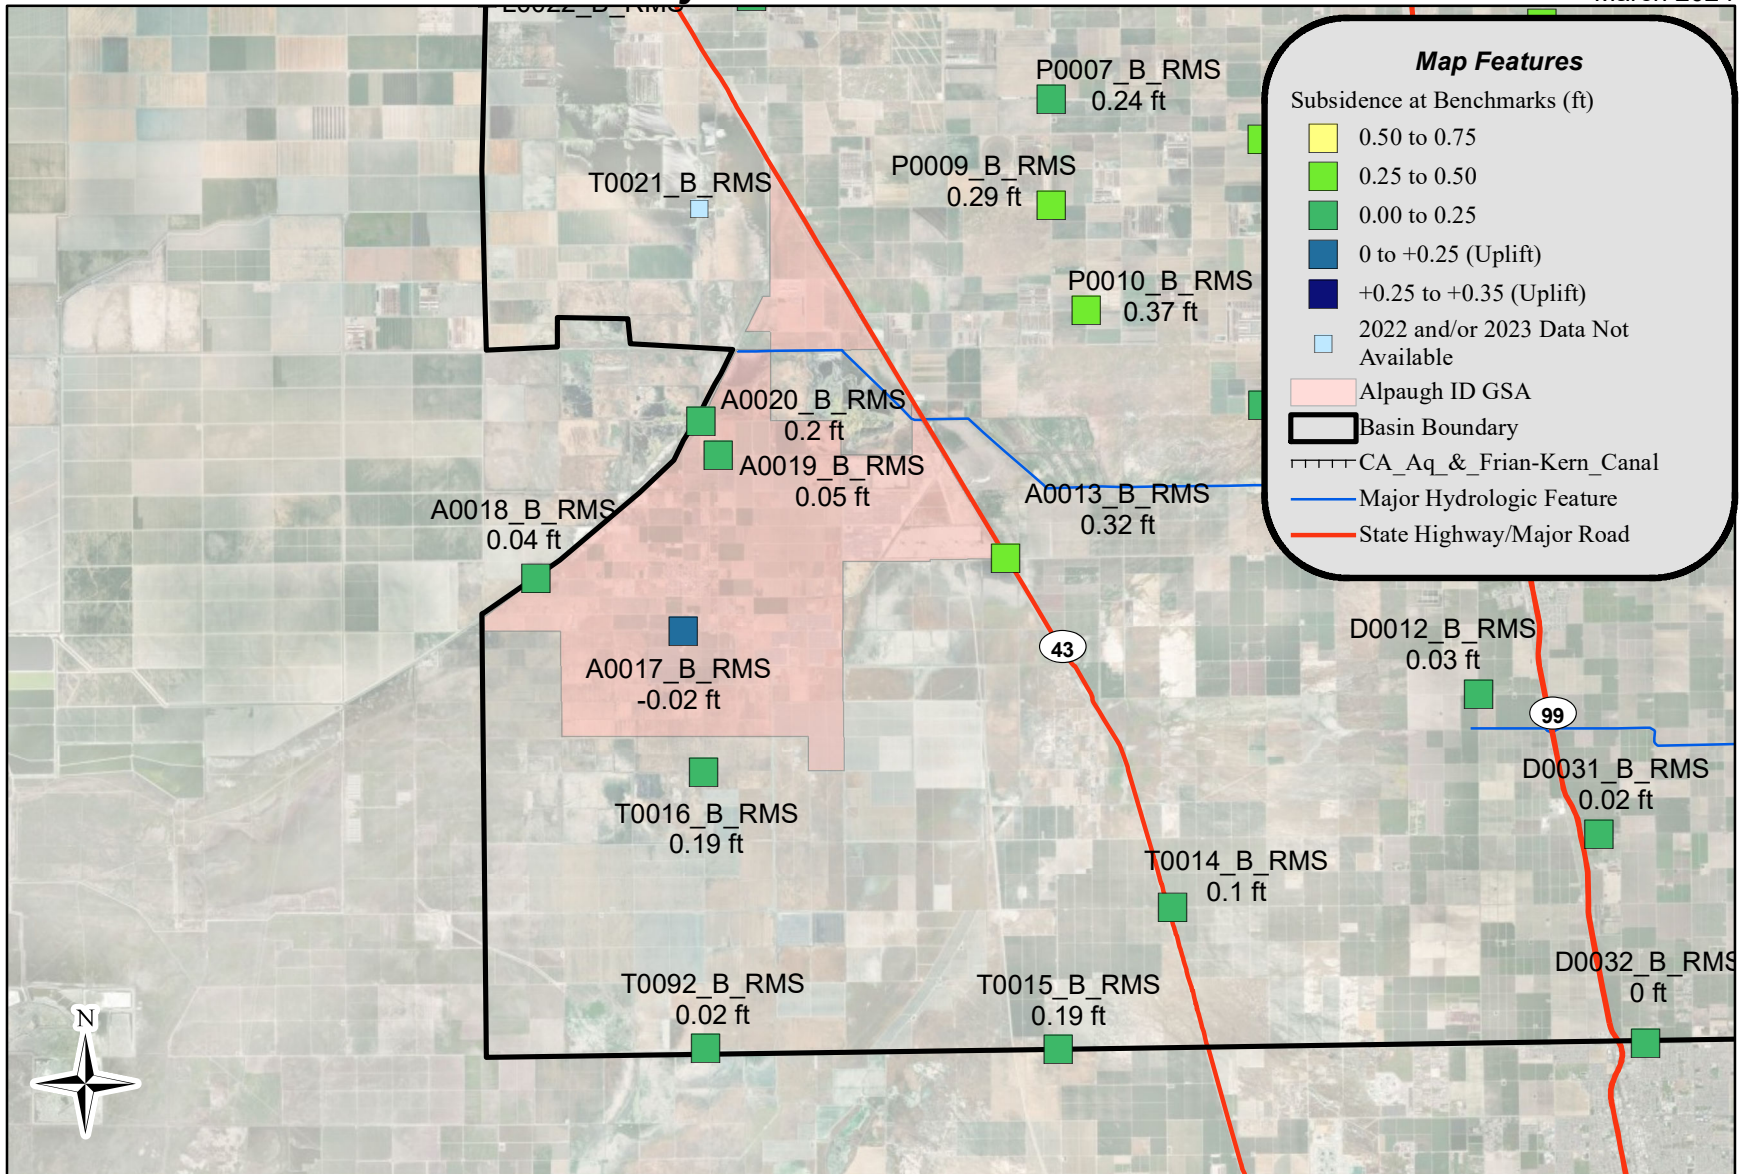 Map Features
Subsidence at Benchmarks (ft)
0.50 to 0.75
0.25 to 0.50
0.00 to 0.25
0 to +0.25 (Uplift)
+0.25 to +0.35 (Uplift)
2022 and/or 2023 Data Not
Available
Alpaugh ID GSA
Basin Boundary
CA_Aq_&_Frian-Kern_Canal
Major Hydrologic Feature
State Highway/Major Road
P0007_B_RMS
0.24 ft
P0009_B_RMS
0.29 ft
T0021_B_RMS
P0010_B_RMS
0.37 ft
A0020_B_RMS
0.2 ft
A0019_B_RMS
0.05 ft
A0013_B_RMS
0.32 ft
A0018_B_RMS
0.04 ft
43
D0012_B_RMS
0.03 ft
A0017_B_RMS
-0.02 ft
99
D0031_B_RMS
0.02 ft
T0016_B_RMS
0.19 ft
T0014_B_RMS
0.1 ft
D0032_B_RMS
0 ft
T0092_B_RMS
0.02 ft
T0015_B_RMS
0.19 ft
N